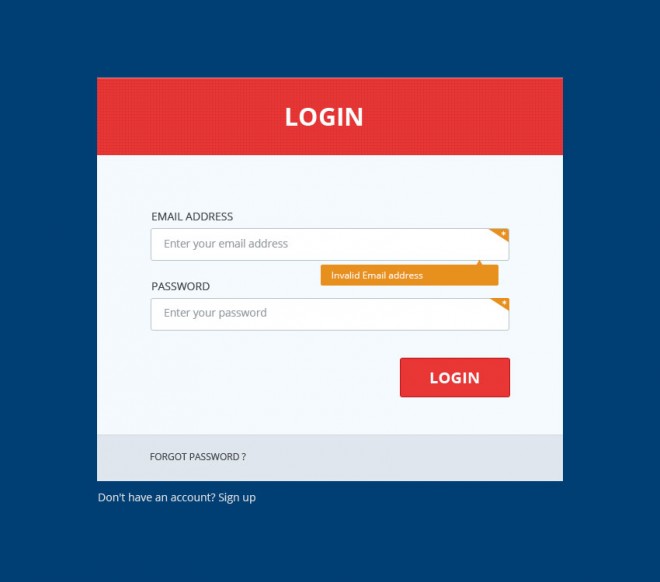 LOGIN
EMAIL ADDRESS
Enter your email address
Invalid Email address
PASSWORD
Enter your password
LOGIN
FORGOT PASSWORD ?
Don't have an account? Sign up